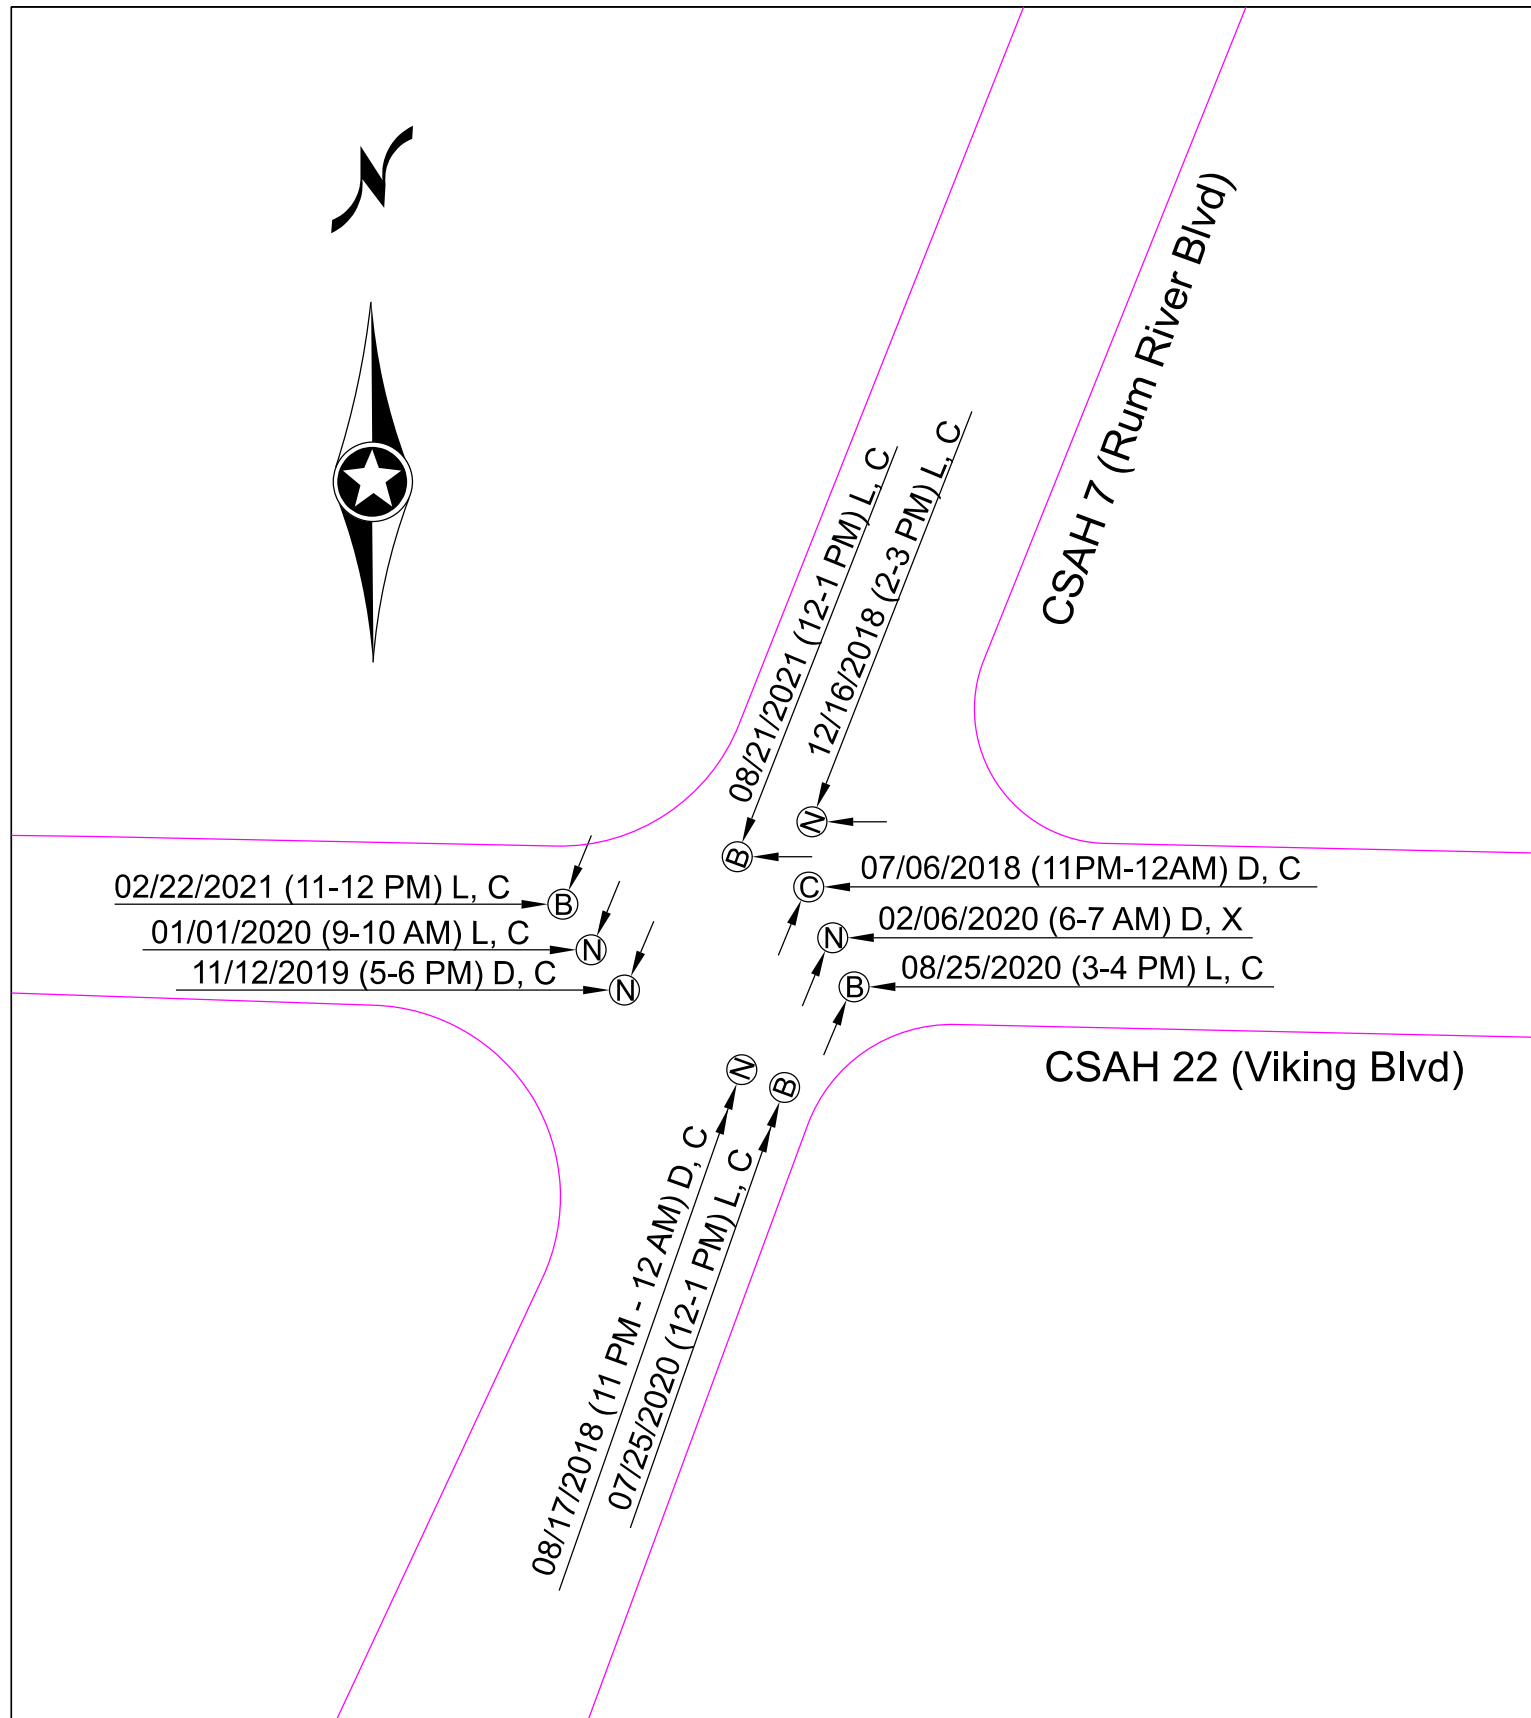 N
CSAH 7 (Rum River Blvd)
08/21/2021 (12-1 PM) L, C
12/16/2018 (2-3 PM) L, C
N
B
02/22/2021 (11-12 PM) L, C
B
01/01/2020 (9-10 AM) L, C
N
11/12/2019 (5-6 PM) D, C
N
C
07/06/2018 (11PM-12AM) D, C
N
02/06/2020 (6-7 AM) D, X
B
08/25/2020 (3-4 PM) L, C
CSAH 22 (Viking Blvd)
N
B
08/17/2018 (11 PM - 12 AM) D, C
07/25/2020 (12-1 PM) L, C